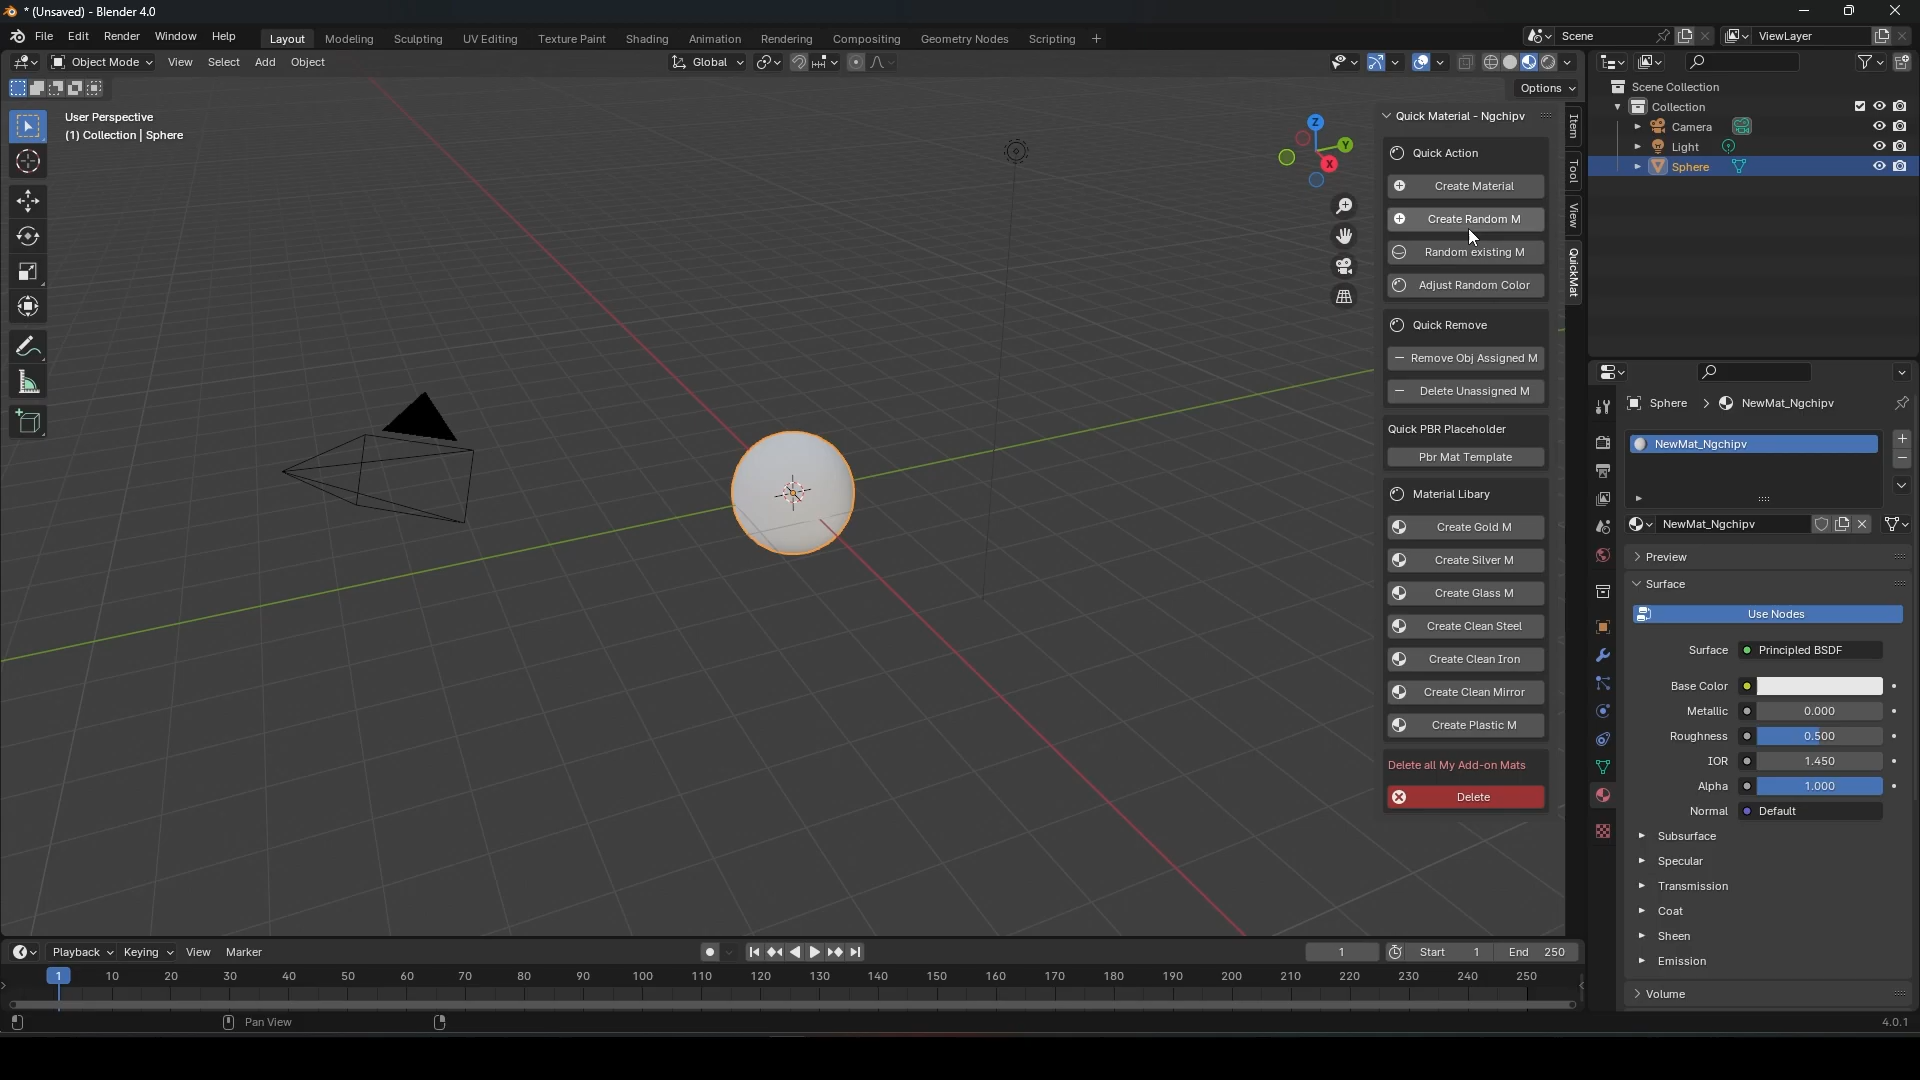 * (Unsaved) - Blender 4.0
File Edit Render Window Help Layout Modeling Sculpting UV Editing Texture Paint Shading Animation Rendering Compositing Geometry Nodes Scripting + Scene ViewLayer
Object Mode View Select Add Object Global
Options
User Perspective
(1) Collection | Sphere
Z
Y
X
Quick Material - Ngchipv
Quick Action
Create Material
Create Random M
Random existing M
Adjust Random Color
Quick Remove
Remove Obj Assigned M
Delete Unassigned M
Quick PBR Placeholder
Pbr Mat Template
Material Libary
Create Gold M
Create Silver M
Create Glass M
Create Clean Steel
Create Clean Iron
Create Clean Mirror
Create Plastic M
Delete all My Add-on Mats
Delete
Item
Tool
View
QuickMat
Scene Collection
Collection
Camera
Light
Sphere
Sphere > NewMat_Ngchipv
NewMat_Ngchipv
NewMat_Ngchipv
Preview
Surface
Use Nodes
Surface Principled BSDF
Base Color
Metallic 0.000
Roughness 0.500
IOR 1.450
Alpha 1.000
Normal Default
Subsurface
Specular
Transmission
Coat
Sheen
Emission
Volume
Playback Keying View Marker 1 Start 1 End 250
1 10 20 30 40 50 60 70 80 90 100 110 120 130 140 150 160 170 180 190 200 210 220 230 240 250
Pan View 4.0.1